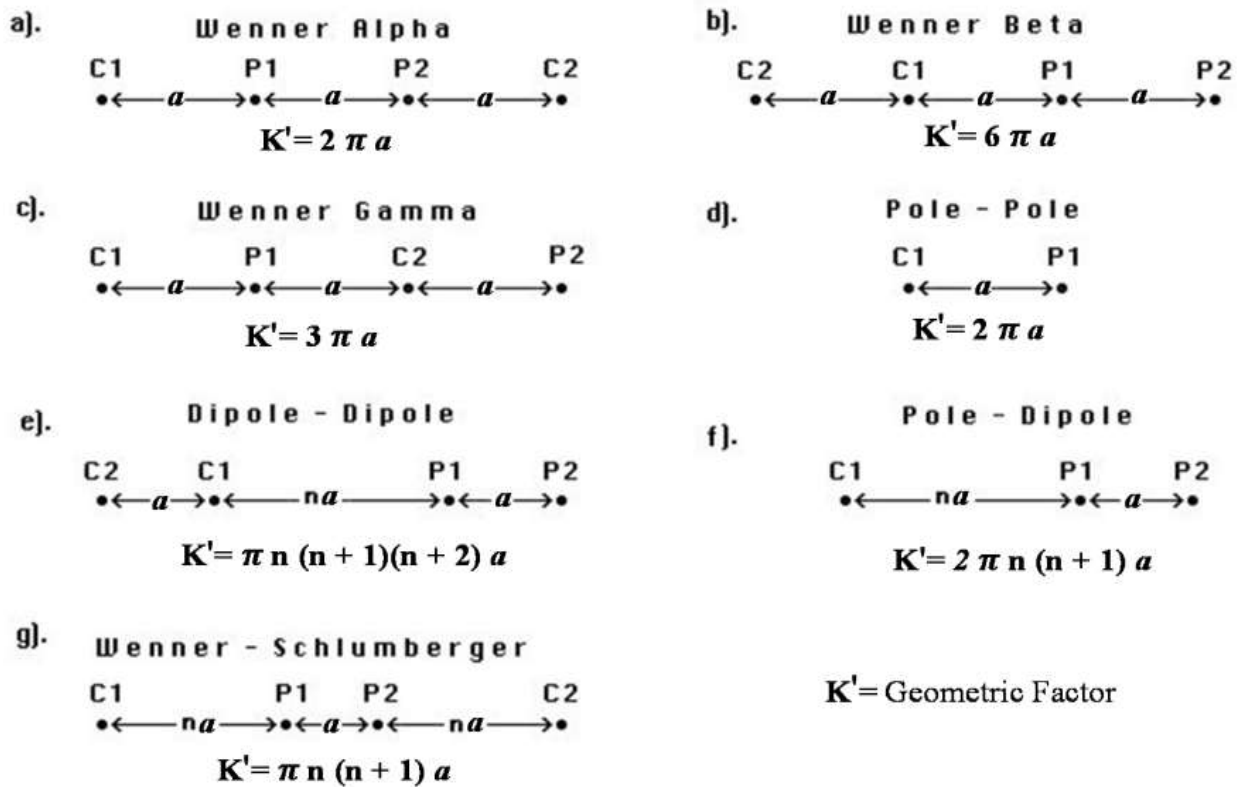 a). Wenner Alpha
C1 P1 P2 C2
a a a
K'= 2 π a
b). Wenner Beta
C2 C1 P1 P2
a a a
K'= 6 π a
c). Wenner Gamma
C1 P1 C2 P2
a a a
K'= 3 π a
d). Pole - Pole
C1 P1
a
K'= 2 π a
e). Dipole - Dipole
C2 C1 P1 P2
a na a
K'= π n (n + 1)(n + 2) a
f). Pole - Dipole
C1 P1 P2
na a
K'= 2 π n (n + 1) a
g). Wenner - Schlumberger
C1 P1 P2 C2
na a na
K'= π n (n + 1) a
K'= Geometric Factor